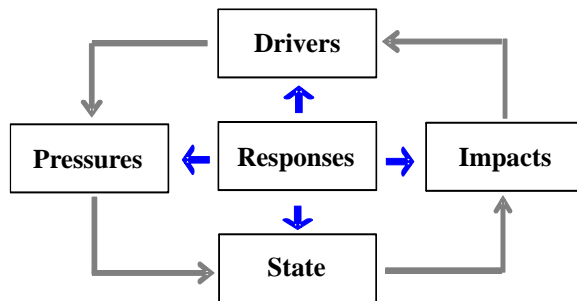 Drivers
Pressures
Responses
Impacts
State